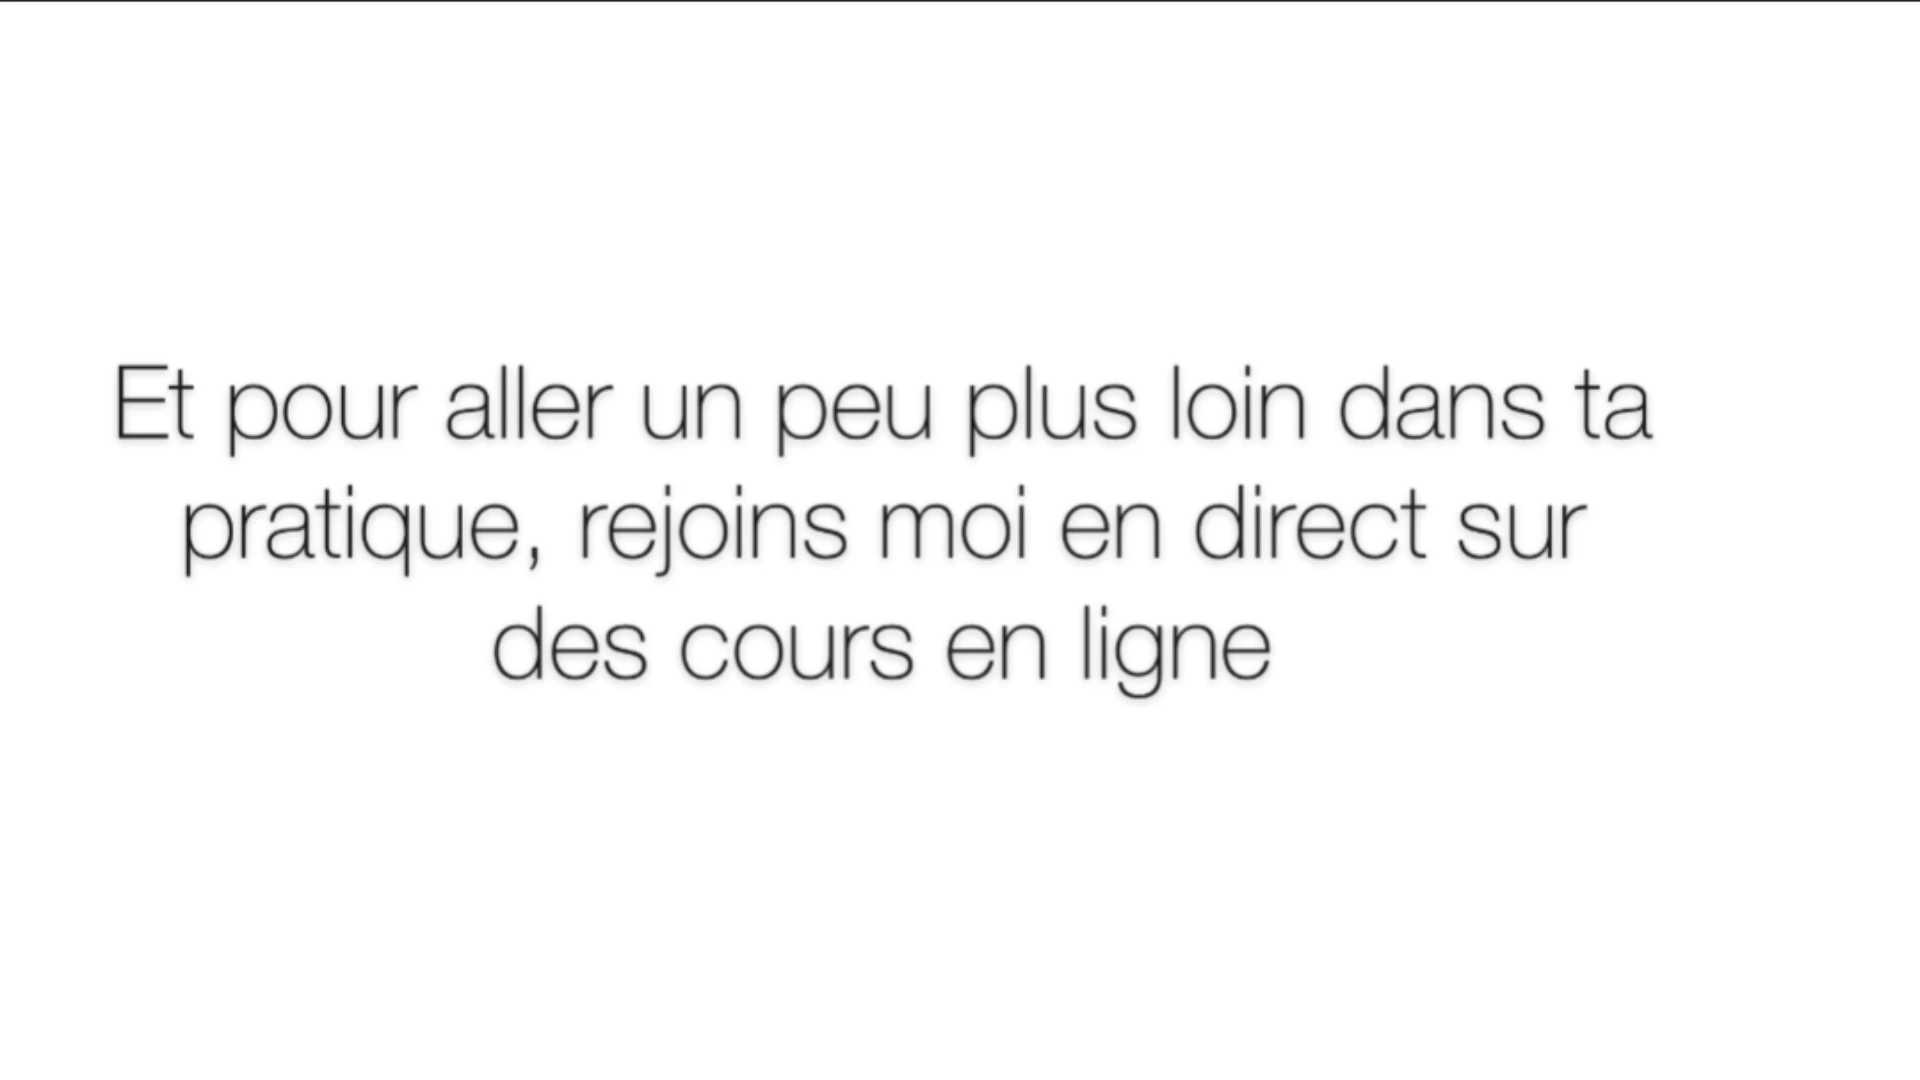 Et pour aller un peu plus loin dans ta
pratique, rejoins moi en direct sur
des cours en ligne